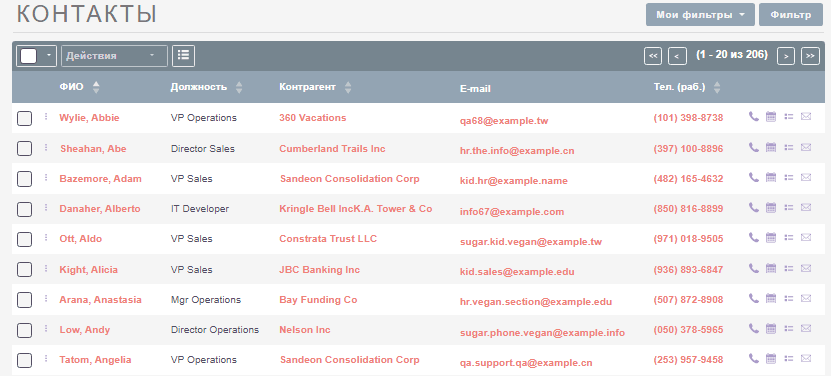 КОНТАКТЫ
Мои фильтры Фильтр
Действия << < (1 - 20 из 206) > >>
ФИО Должность Контрагент E-mail Тел. (раб.)
Wylie, Abbie VP Operations 360 Vacations qa68@example.tw (101) 398-8738
Sheahan, Abe Director Sales Cumberland Trails Inc hr.the.info@example.cn (397) 100-8896
Bazemore, Adam VP Sales Sandeon Consolidation Corp kid.hr@example.name (482) 165-4632
Danaher, Alberto IT Developer Kringle Bell IncK.A. Tower & Co info67@example.com (850) 816-8899
Ott, Aldo VP Sales Constrata Trust LLC sugar.kid.vegan@example.tw (971) 018-9505
Kight, Alicia VP Sales JBC Banking Inc kid.sales@example.edu (936) 893-6847
Arana, Anastasia Mgr Operations Bay Funding Co hr.vegan.section@example.edu (507) 872-8908
Low, Andy Director Operations Nelson Inc sugar.phone.vegan@example.info (050) 378-5965
Tatom, Angelia VP Operations Sandeon Consolidation Corp qa.support.qa@example.cn (253) 957-9458